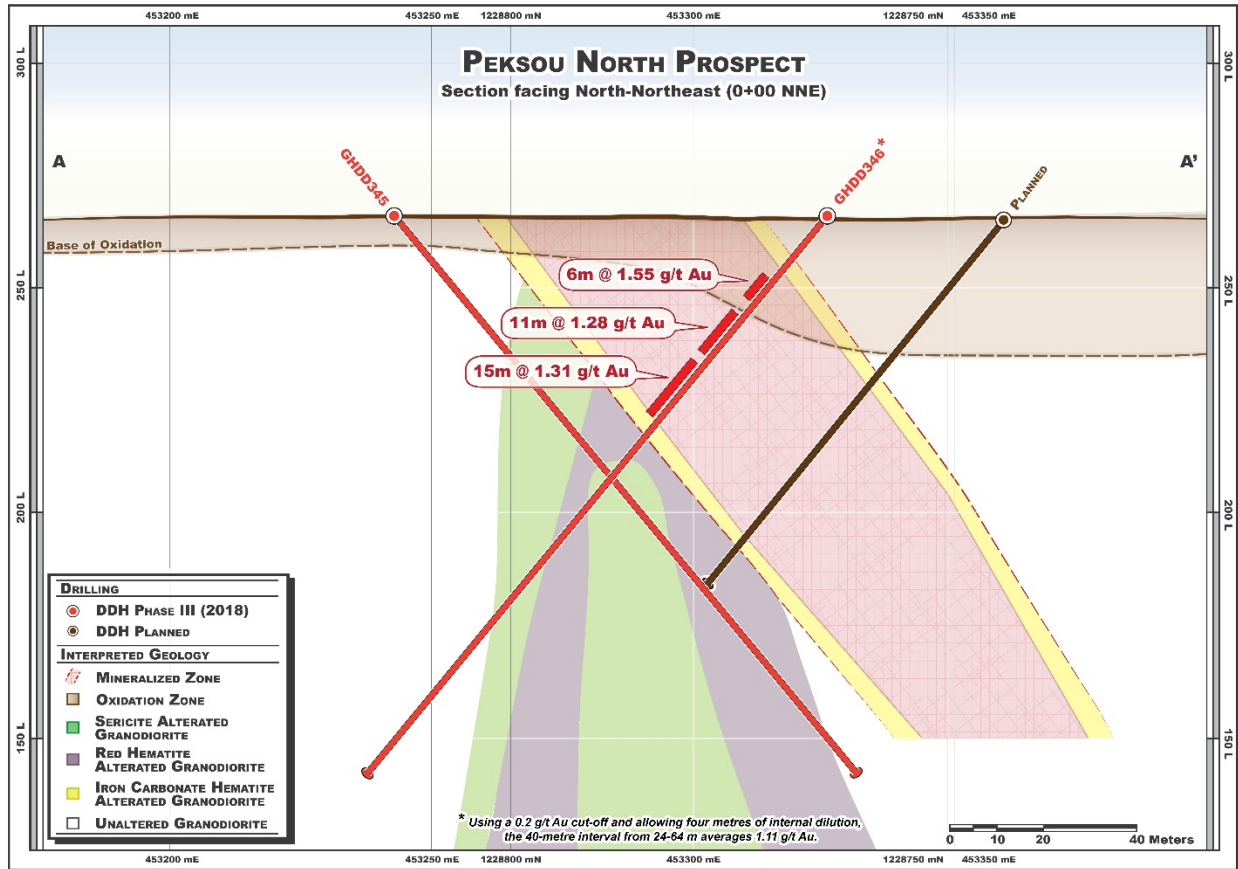 453200 mE 453250 mE 1228800 mN 453300 mE 1228750 mN 453350 mE
300 L
300 L
PEKSOU NORTH PROSPECT
Section facing North-Northeast (0+00 NNE)
A
GHDD345
GHDD346 *
PLANNED
A'
Base of Oxidation
6m @ 1.55 g/t Au
250 L
250 L
11m @ 1.28 g/t Au
15m @ 1.31 g/t Au
200 L
200 L
DRILLING
DDH PHASE III (2018)
DDH PLANNED
INTERPRETED GEOLOGY
MINERALIZED ZONE
OXIDATION ZONE
SERICITE ALTERATED
GRANODIORITE
RED HEMATITE
ALTERATED GRANODIORITE
IRON CARBONATE HEMATITE
ALTERATED GRANODIORITE
UNALTERED GRANODIORITE
150 L
150 L
* Using a 0.2 g/t Au cut-off and allowing four metres of internal dilution,
the 40-metre interval from 24-64 m averages 1.11 g/t Au.
0 10 20 40 Meters
453200 mE 453250 mE 1228800 mN 453300 mE 1228750 mN 453350 mE